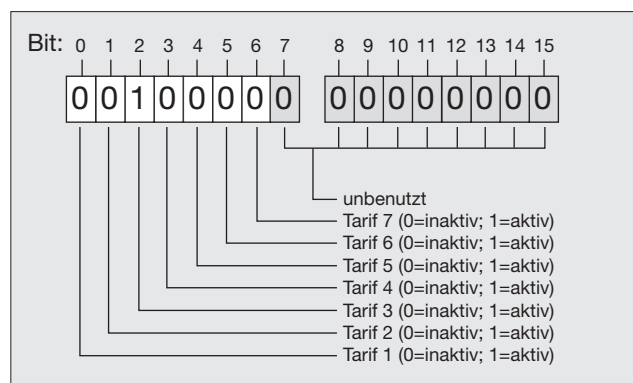 Bit: 0 1 2 3 4 5 6 7 8 9 10 11 12 13 14 15
0 0 1 0 0 0 0 0 0 0 0 0 0 0 0 0
unbenutzt
Tarif 7 (0=inaktiv; 1=aktiv)
Tarif 6 (0=inaktiv; 1=aktiv)
Tarif 5 (0=inaktiv; 1=aktiv)
Tarif 4 (0=inaktiv; 1=aktiv)
Tarif 3 (0=inaktiv; 1=aktiv)
Tarif 2 (0=inaktiv; 1=aktiv)
Tarif 1 (0=inaktiv; 1=aktiv)